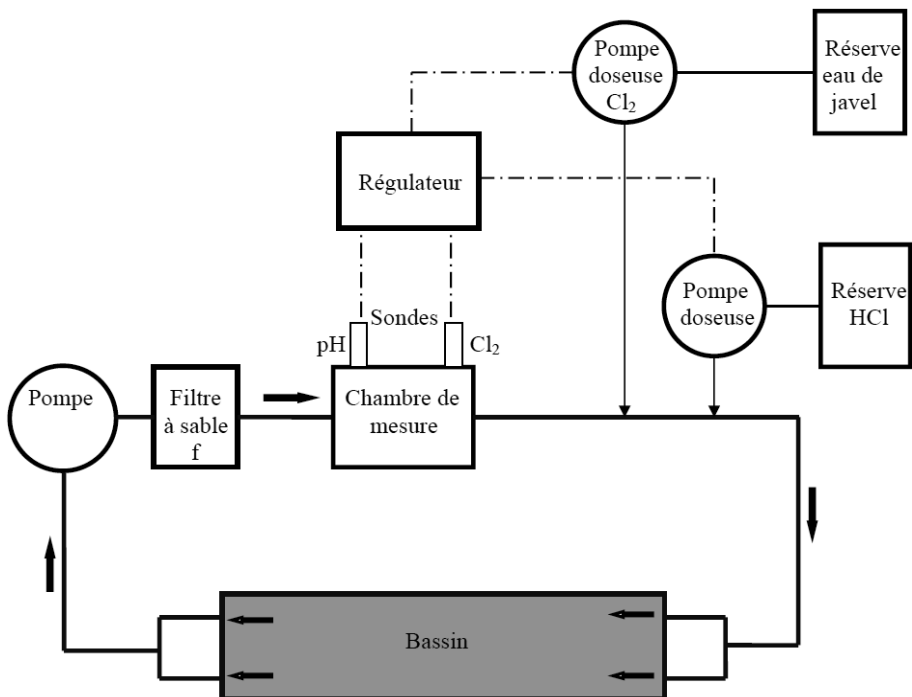 Pompe
doseuse
Cl₂
Réserve
eau de
javel
Régulateur
Pompe
doseuse
Réserve
HCl
Sondes
pH
Cl₂
Pompe
Filtre
à sable
f
Chambre de
mesure
Bassin